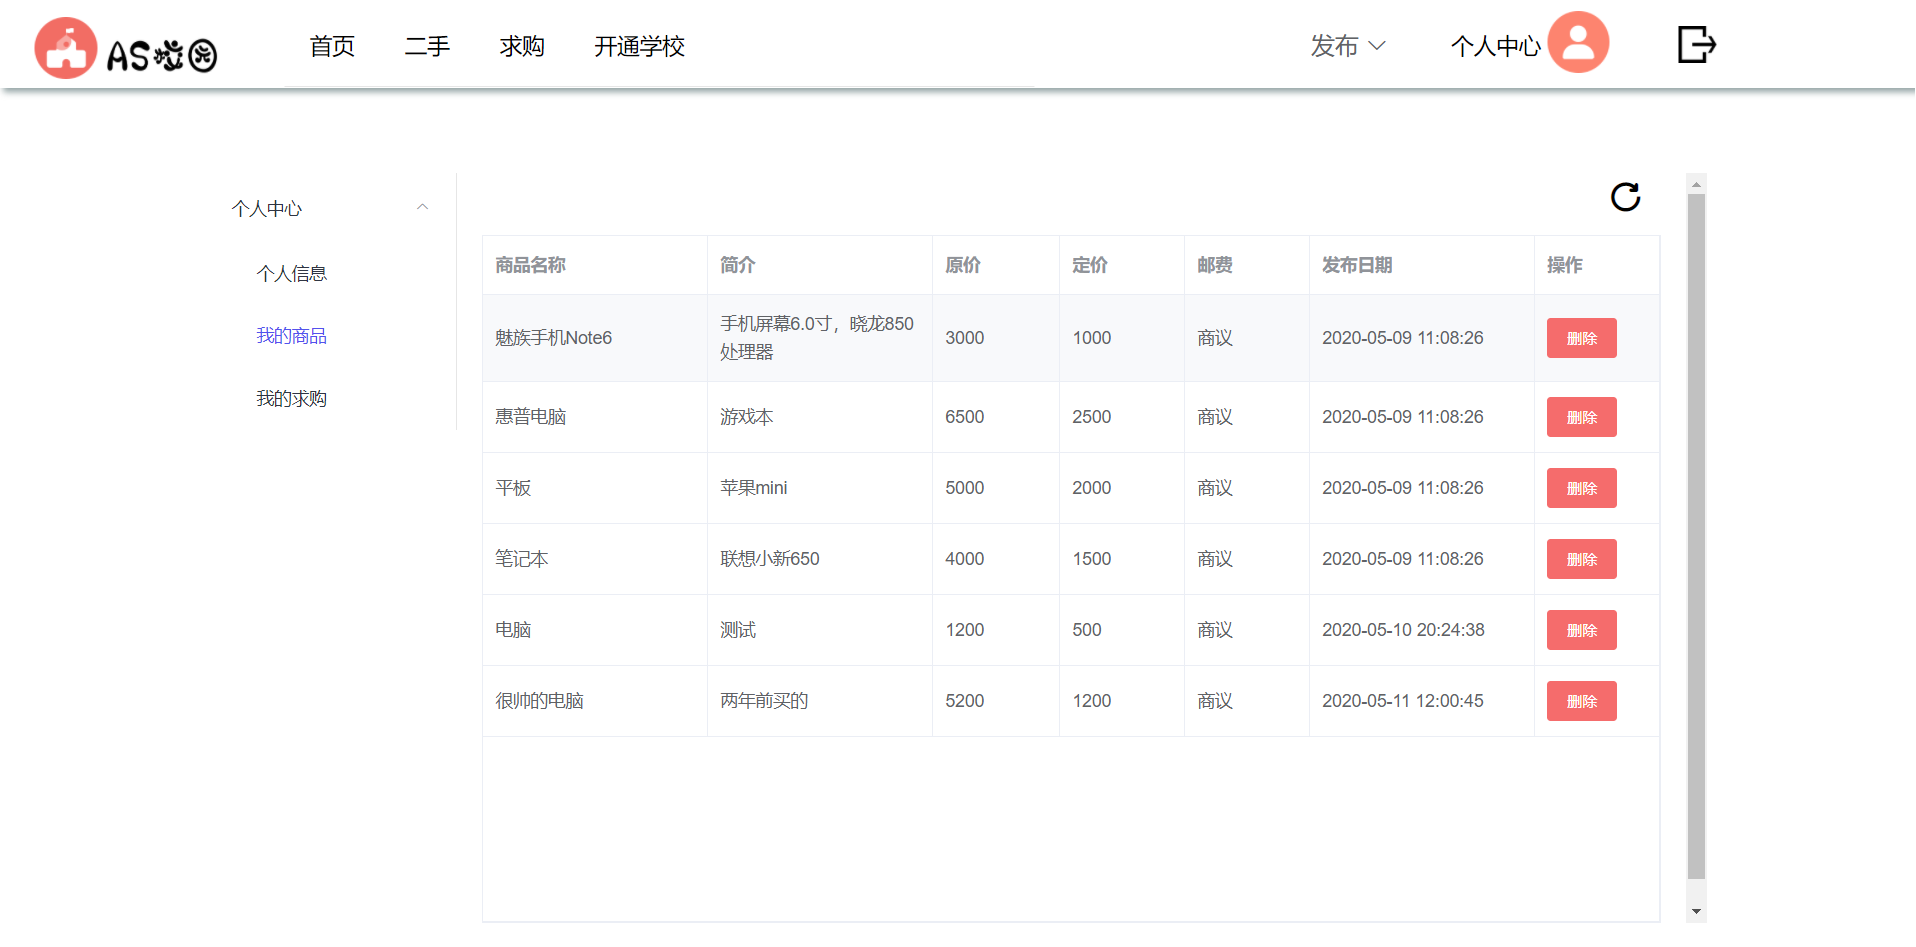 AS校园
首页 二手 求购 开通学校 发布 个人中心
个人中心
个人信息
我的商品
我的求购
商品名称 简介 原价 定价 邮费 发布日期 操作
魅族手机Note6 手机屏幕6.0寸，晓龙850处理器 3000 1000 商议 2020-05-09 11:08:26 删除
惠普电脑 游戏本 6500 2500 商议 2020-05-09 11:08:26 删除
平板 苹果mini 5000 2000 商议 2020-05-09 11:08:26 删除
笔记本 联想小新650 4000 1500 商议 2020-05-09 11:08:26 删除
电脑 测试 1200 500 商议 2020-05-10 20:24:38 删除
很帅的电脑 两年前买的 5200 1200 商议 2020-05-11 12:00:45 删除